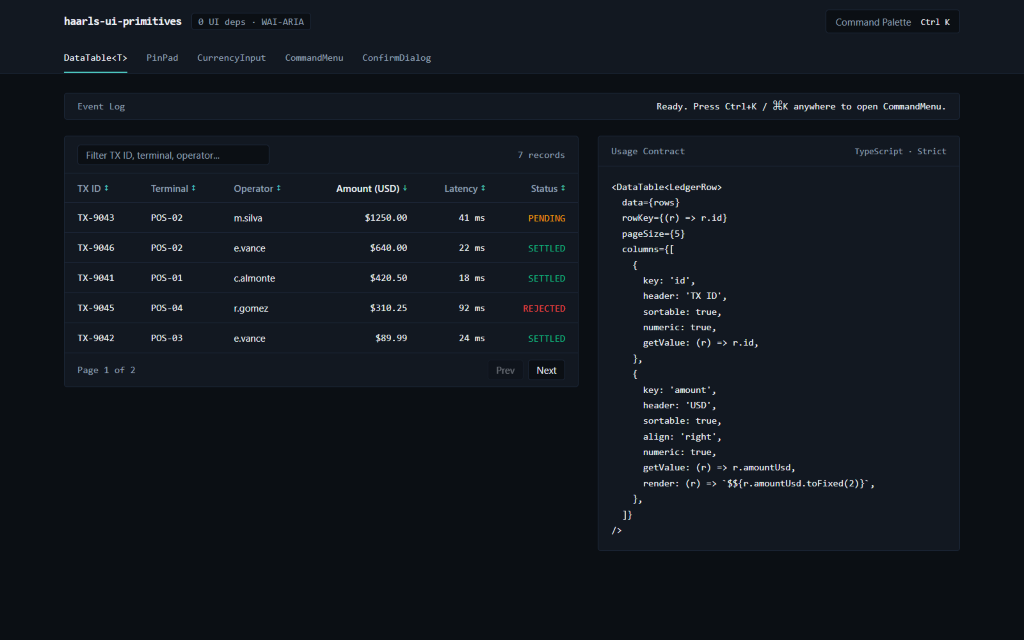 haarls-ui-primitives 0 UI deps · WAI-ARIA
Command Palette Ctrl K
DataTable<T> PinPad CurrencyInput CommandMenu ConfirmDialog
Event Log
Ready. Press Ctrl+K / ⌘K anywhere to open CommandMenu.
Filter TX ID, terminal, operator...
7 records
TX ID ↕ Terminal ↕ Operator ↕ Amount (USD) ↓ Latency ↕ Status ↕
TX-9043 POS-02 m.silva $1250.00 41 ms PENDING
TX-9046 POS-02 e.vance $640.00 22 ms SETTLED
TX-9041 POS-01 c.almonte $420.50 18 ms SETTLED
TX-9045 POS-04 r.gomez $310.25 92 ms REJECTED
TX-9042 POS-03 e.vance $89.99 24 ms SETTLED
Page 1 of 2 Prev Next
Usage Contract TypeScript · Strict
<DataTable<LedgerRow>
  data={rows}
  rowKey={(r) => r.id}
  pageSize={5}
  columns={[
    {
      key: 'id',
      header: 'TX ID',
      sortable: true,
      numeric: true,
      getValue: (r) => r.id,
    },
    {
      key: 'amount',
      header: 'USD',
      sortable: true,
      align: 'right',
      numeric: true,
      getValue: (r) => r.amountUsd,
      render: (r) => `$${r.amountUsd.toFixed(2)}`,
    },
  ]}
/>